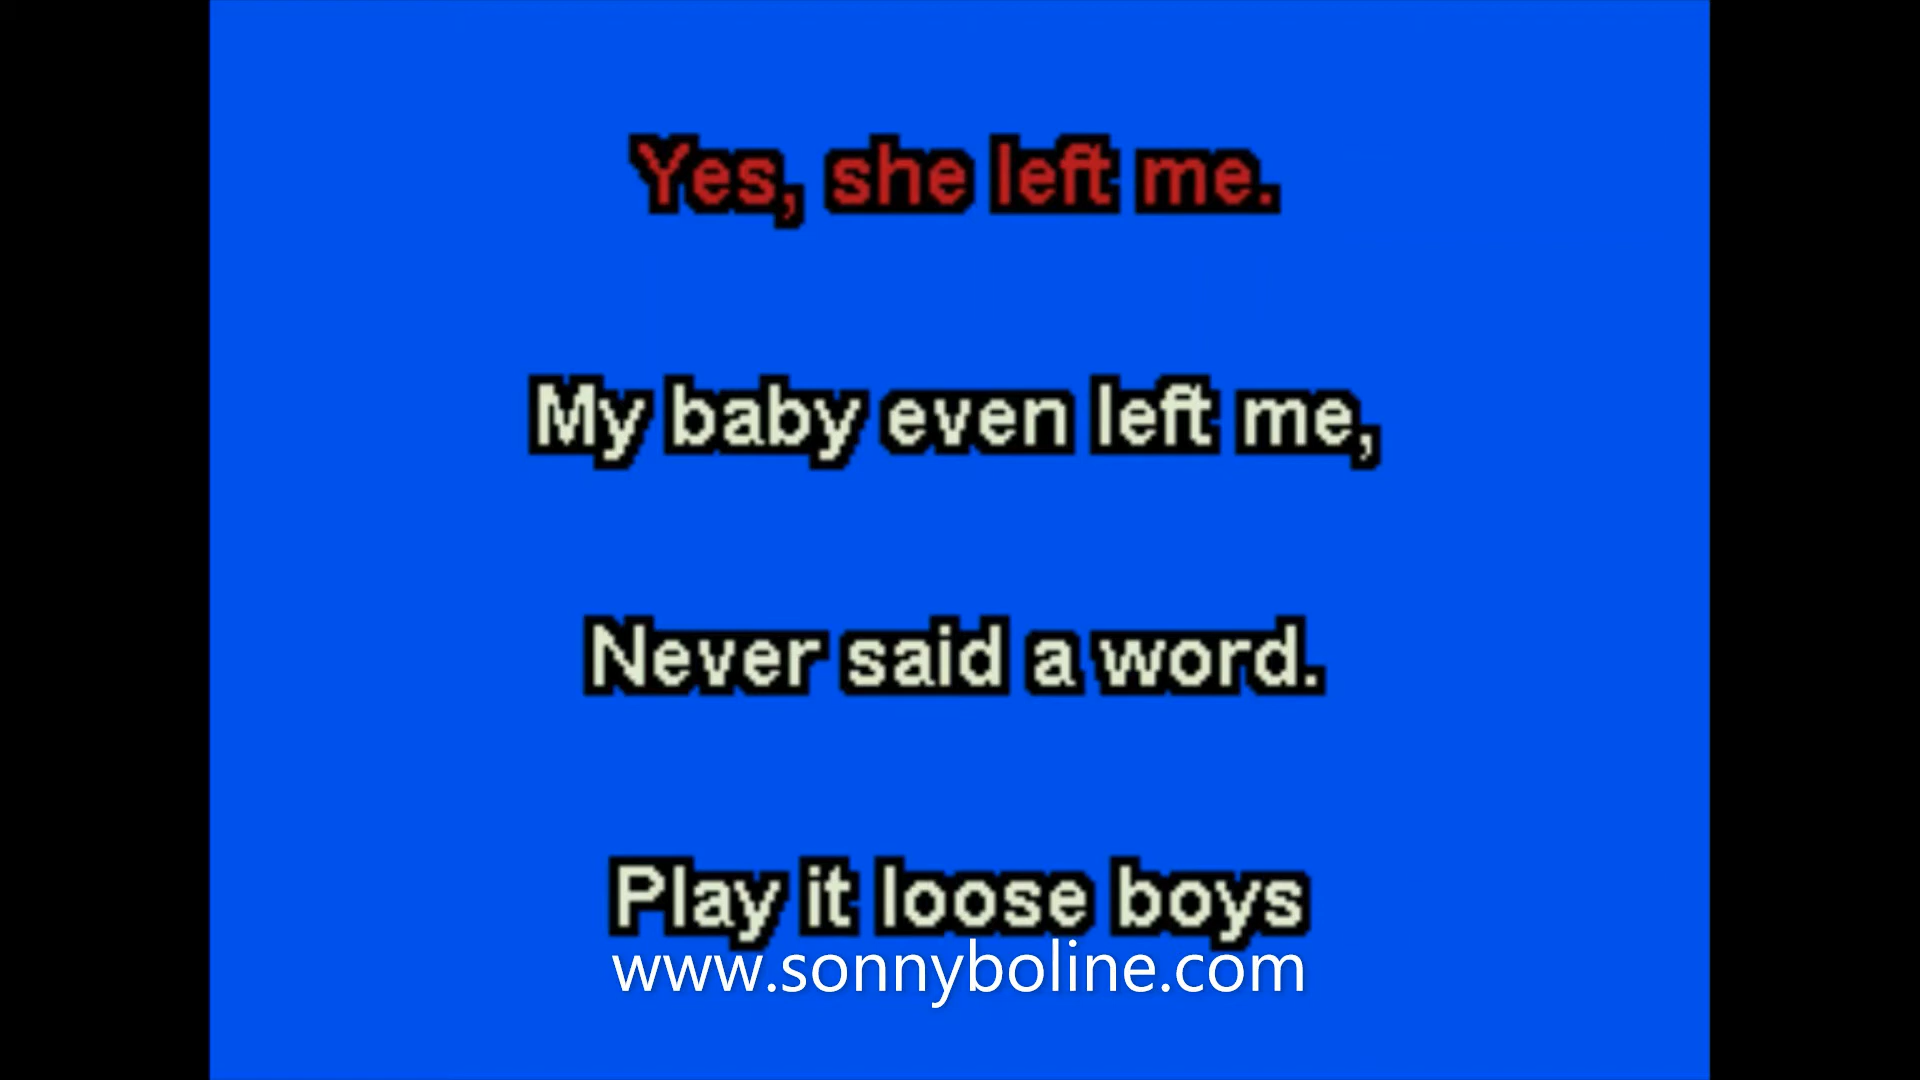 Yes, she left me.
My baby even left me,
Never said a word.
Play it loose boys
www.sonnyboline.com